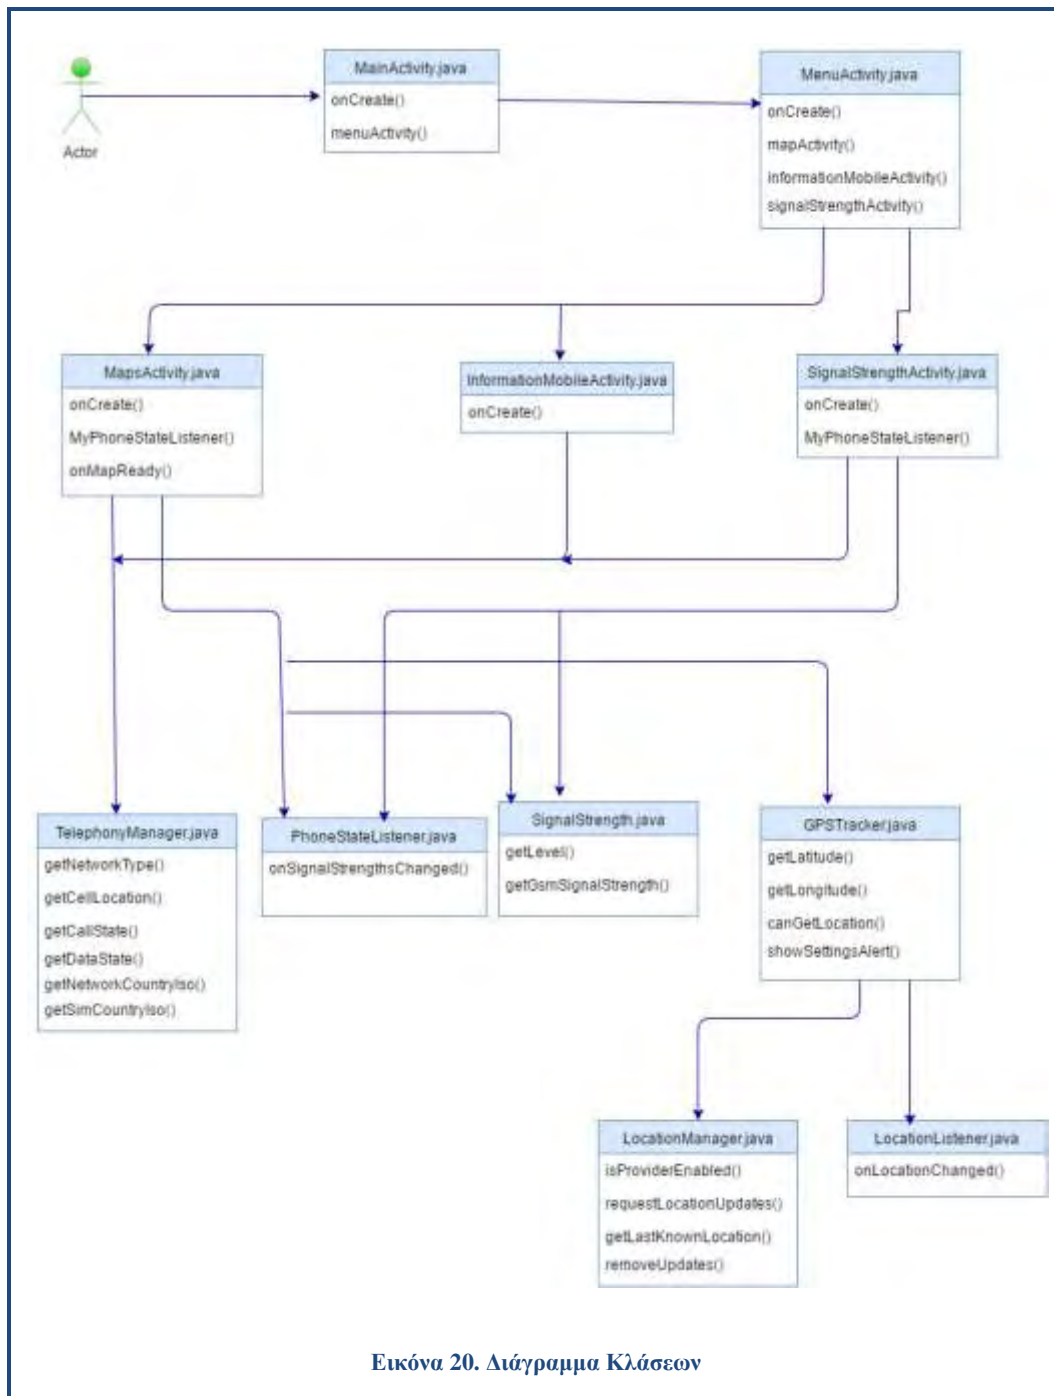 Actor
MainActivity.java
onCreate()
menuActivity()
MenuActivity.java
onCreate()
mapActivity()
informationMobileActivity()
signalStrengthActivity()
MapsActivity.java
onCreate()
MyPhoneStateListener()
onMapReady()
InformationMobileActivity.java
onCreate()
SignalStrengthActivity.java
onCreate()
MyPhoneStateListener()
TelephonyManager.java
getNetworkType()
getCellLocation()
getCallState()
getDataState()
getNetworkCountryIso()
getSimCountryIso()
PhoneStateListener.java
onSignalStrengthsChanged()
SignalStrength.java
getLevel()
getGsmSignalStrength()
GPSTracker.java
getLatitude()
getLongitude()
canGetLocation()
showSettingsAlert()
LocationManager.java
isProviderEnabled()
requestLocationUpdates()
getLastKnownLocation()
removeUpdates()
LocationListener.java
onLocationChanged()
Εικόνα 20. Διάγραμμα Κλάσεων